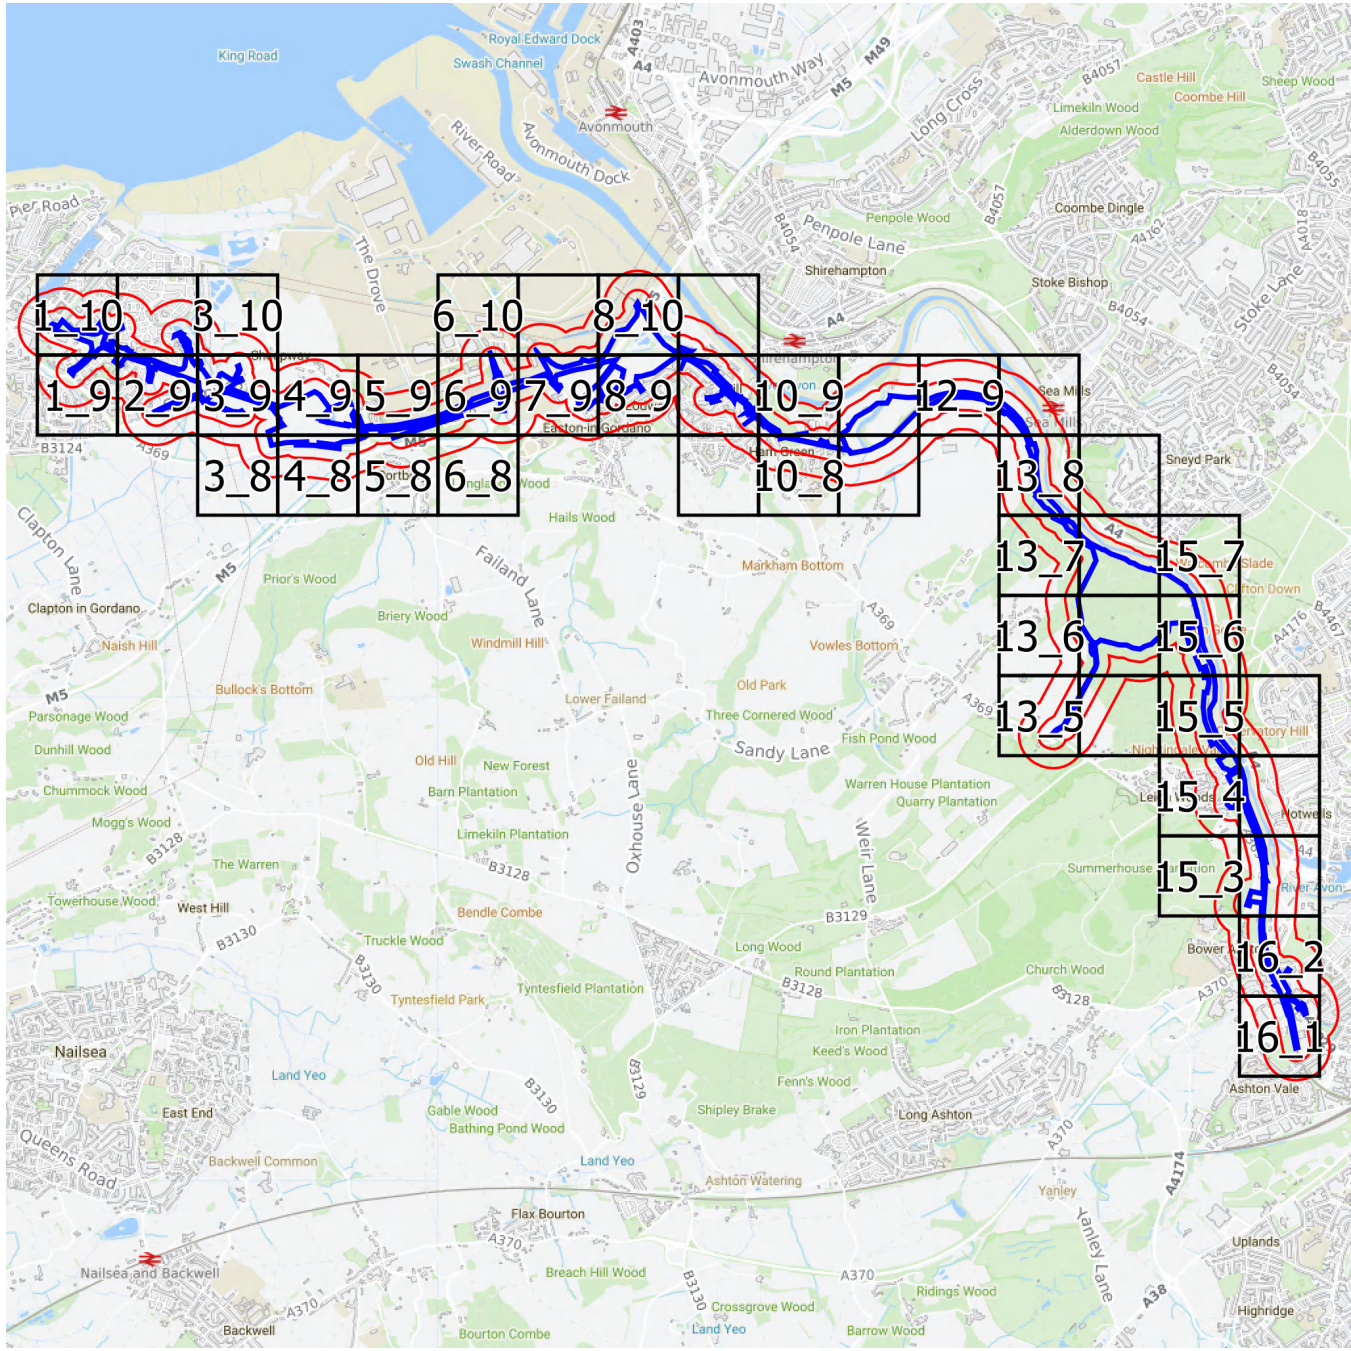 King Road
Royal Edward Dock
Swash Channel
A403
A4
Avonmouth Way
M49
M5
B4057
Castle Hill
Coombe Hill
Sheep Wood
Long Cross
Limekiln Wood
Alderdown Wood
Avonmouth
River Road
Avonmouth Dock
B4055
B4057
Pier Road
The Drove
B4054
Penpole Lane
Penpole Wood
Coombe Dingle
A4162
A4018
Shirehampton
Stoke Bishop
Stoke Lane
B4054
A4
B4054
1_10
3_10
6_10
8_10
1_9
2_9
3_9
4_9
5_9
6_9
7_9
8_9
10_9
12_9
Sea Mills
Easton-in-Gordano
M5
B3124
A369
Ham Green
3_8
4_8
5_8
6_8
10_8
13_8
Sneyd Park
Hails Wood
A4
Clapton Lane
M5
Prior's Wood
Failand Lane
Markham Bottom
13_7
15_7
Clifton Down
Clapton in Gordano
Briery Wood
A369
Naish Hill
Windmill Hill
Vowles Bottom
13_6
15_6
A4176
B4467
M5
Bullock's Bottom
Lower Failand
Old Park
A369
Parsonage Wood
Three Cornered Wood
13_5
15_5
Dunhill Wood
Fish Pond Wood
Sandy Lane
Old Hill
New Forest
Chummock Wood
Barn Plantation
Oxhouse Lane
Warren House Plantation
Quarry Plantation
15_4
Hotwells
Mogg's Wood
B3128
Limekiln Plantation
Weir Lane
A4
The Warren
B3128
15_3
River Avon
Towerhouse Wood
West Hill
Bendle Combe
B3129
B3130
Truckle Wood
Long Wood
16_2
B3130
Tyntesfield Park
Tyntesfield Plantation
Round Plantation
Church Wood
B3128
B3128
A370
Iron Plantation
16_1
Nailsea
Keed's Wood
Land Yeo
Fenn's Wood
B3130
B3129
Ashton Vale
East End
Gable Wood
Shipley Brake
Long Ashton
Bathing Pond Wood
A370
Queens Road
Backwell Common
Land Yeo
Ashton Watering
A4174
Yanley
Flax Bourton
Yanley Lane
A370
Uplands
Nailsea and Backwell
Breach Hill Wood
A370
B3130
Ridings Wood
A38
A370
Crossgrove Wood
Highridge
Backwell
Bourton Combe
Land Yeo
Barrow Wood